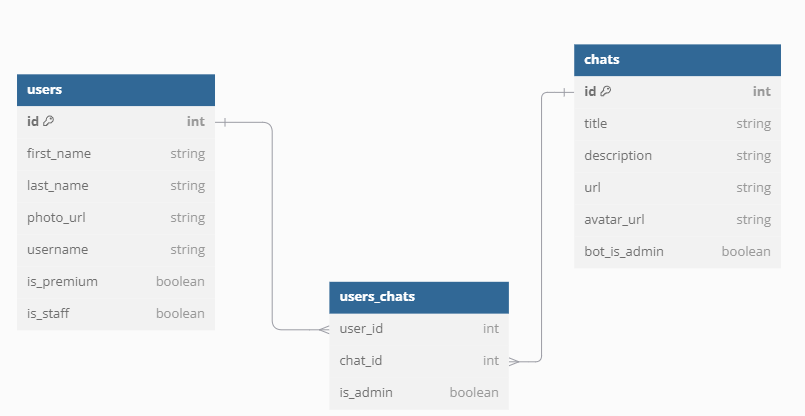 users
id int
first_name string
last_name string
photo_url string
username string
is_premium boolean
is_staff boolean
chats
id int
title string
description string
url string
avatar_url string
bot_is_admin boolean
users_chats
user_id int
chat_id int
is_admin boolean